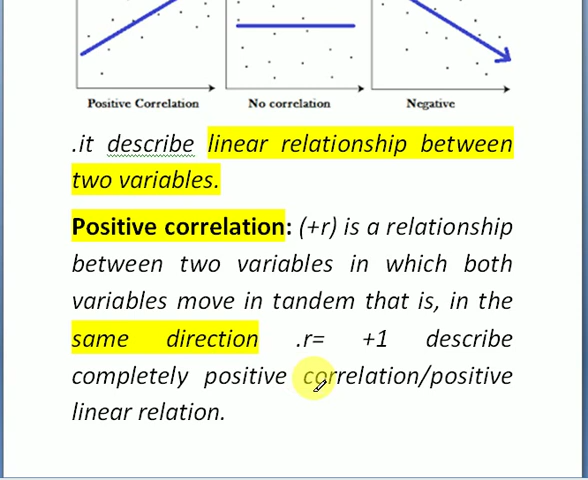 Positive Correlation No correlation Negative
.it describe linear relationship between
two variables.
Positive correlation: (+r) is a relationship
between two variables in which both
variables move in tandem that is, in the
same direction .r= +1 describe
completely positive correlation/positive
linear relation.